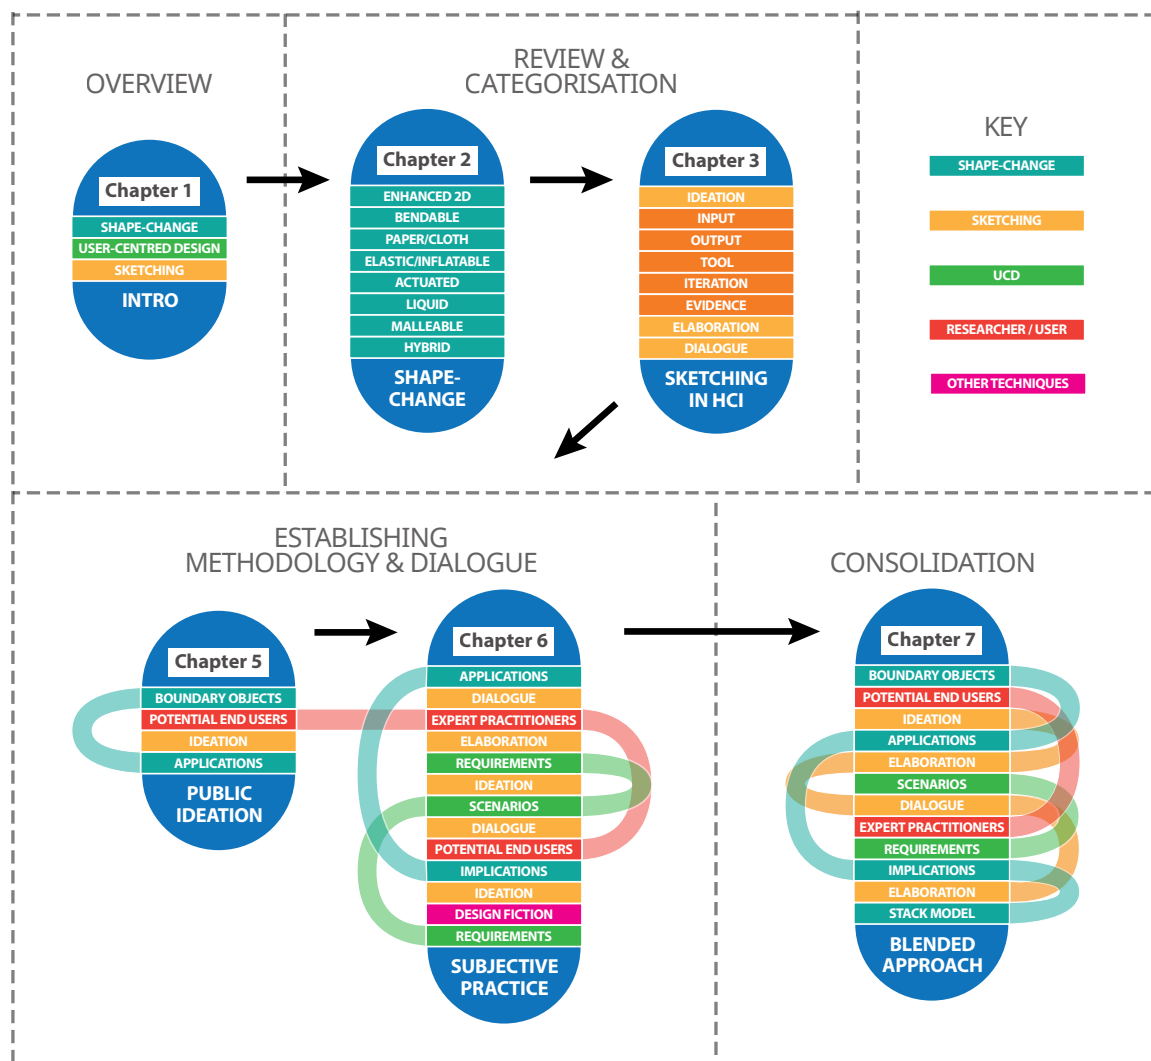 OVERVIEW
Chapter 1
SHAPE-CHANGE
USER-CENTRED DESIGN
SKETCHING
INTRO
REVIEW &
CATEGORISATION
Chapter 2
ENHANCED 2D
BENDABLE
PAPER/CLOTH
ELASTIC/INFLATABLE
ACTUATED
LIQUID
MALLEABLE
HYBRID
SHAPE-
CHANGE
Chapter 3
IDEATION
INPUT
OUTPUT
TOOL
ITERATION
EVIDENCE
ELABORATION
DIALOGUE
SKETCHING
IN HCI
KEY
SHAPE-CHANGE
SKETCHING
UCD
RESEARCHER / USER
OTHER TECHNIQUES
ESTABLISHING
METHODOLOGY & DIALOGUE
Chapter 5
BOUNDARY OBJECTS
POTENTIAL END USERS
IDEATION
APPLICATIONS
PUBLIC
IDEATION
Chapter 6
APPLICATIONS
DIALOGUE
EXPERT PRACTITIONERS
ELABORATION
REQUIREMENTS
IDEATION
SCENARIOS
DIALOGUE
POTENTIAL END USERS
IMPLICATIONS
IDEATION
DESIGN FICTION
REQUIREMENTS
SUBJECTIVE
PRACTICE
CONSOLIDATION
Chapter 7
BOUNDARY OBJECTS
POTENTIAL END USERS
IDEATION
APPLICATIONS
ELABORATION
SCENARIOS
DIALOGUE
EXPERT PRACTITIONERS
REQUIREMENTS
IMPLICATIONS
ELABORATION
STACK MODEL
BLENDED
APPROACH